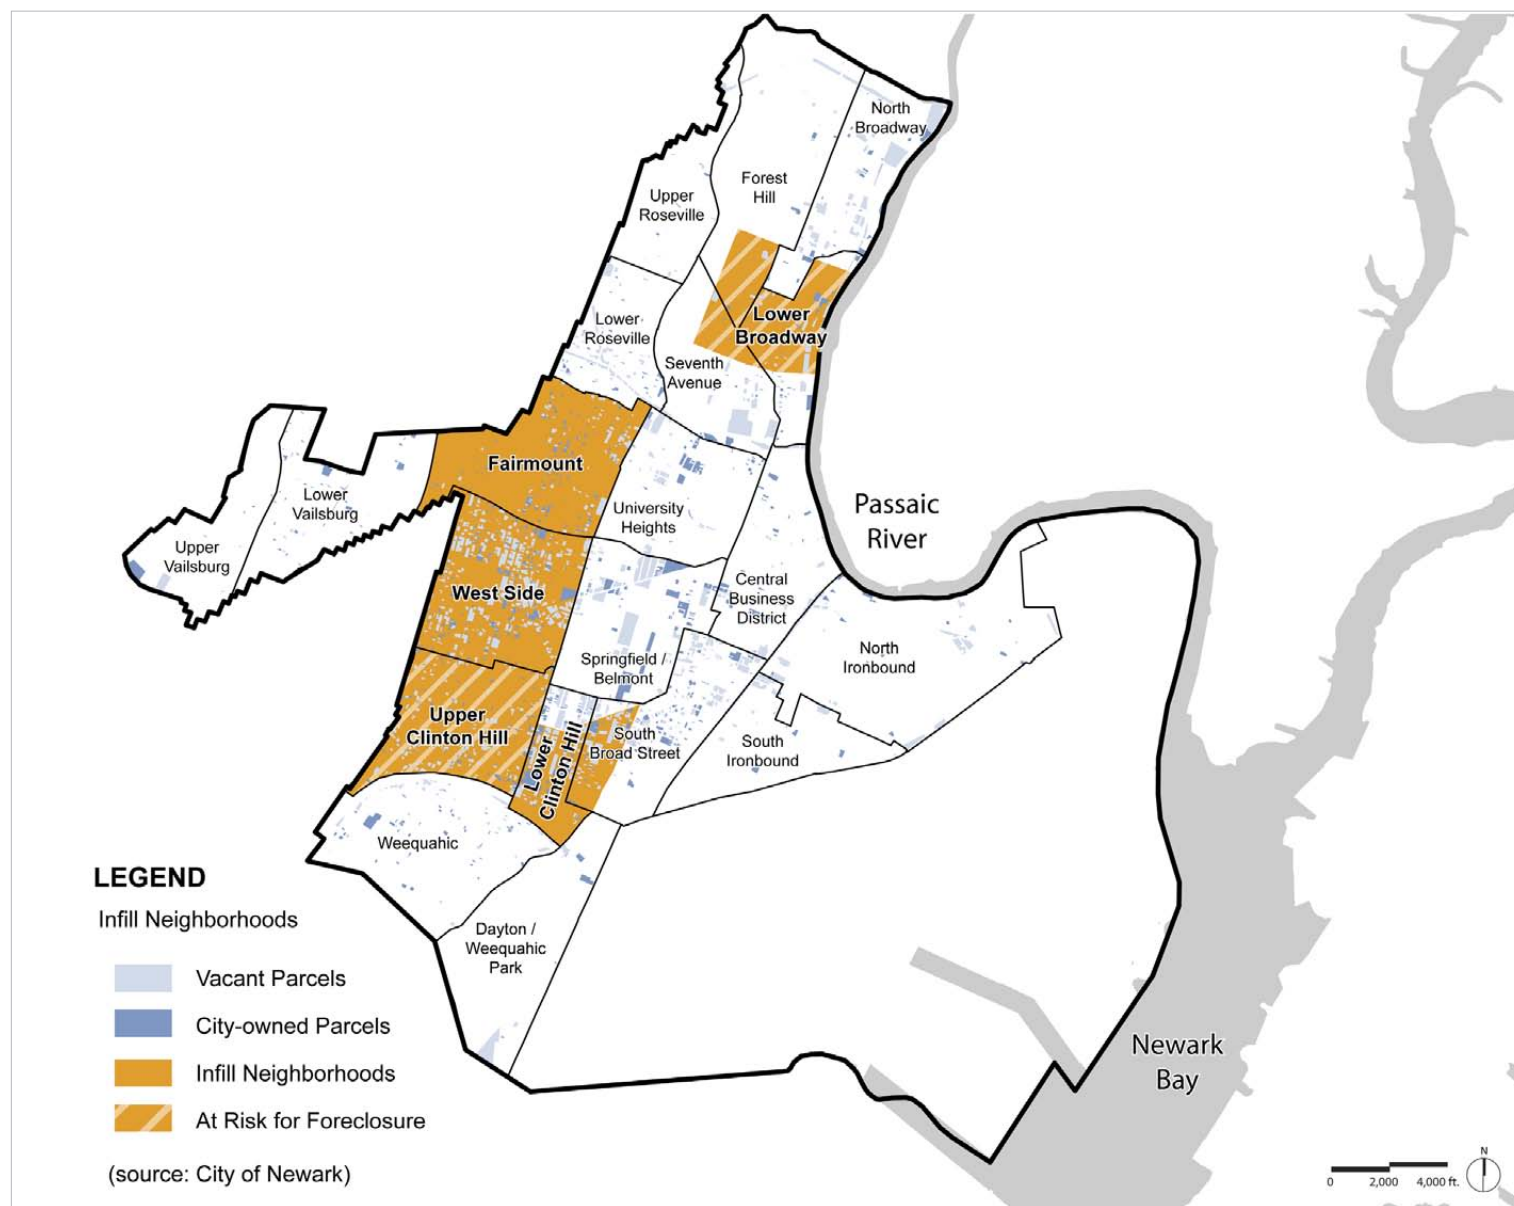 North
Broadway
Forest
Hill
Upper
Roseville
Lower
Broadway
Lower
Roseville
Seventh
Avenue
Fairmount
Lower
Vailsburg
University
Heights
Passaic
River
Upper
Vailsburg
West Side
Central
Business
District
North
Ironbound
Springfield /
Belmont
Upper
Clinton Hill
Lower
Clinton Hill
South
Broad Street
South
Ironbound
Weequahic
Dayton /
Weequahic
Park
Newark
Bay
LEGEND
Infill Neighborhoods
Vacant Parcels
City-owned Parcels
Infill Neighborhoods
At Risk for Foreclosure
(source: City of Newark)
N
0 2,000 4,000 ft.